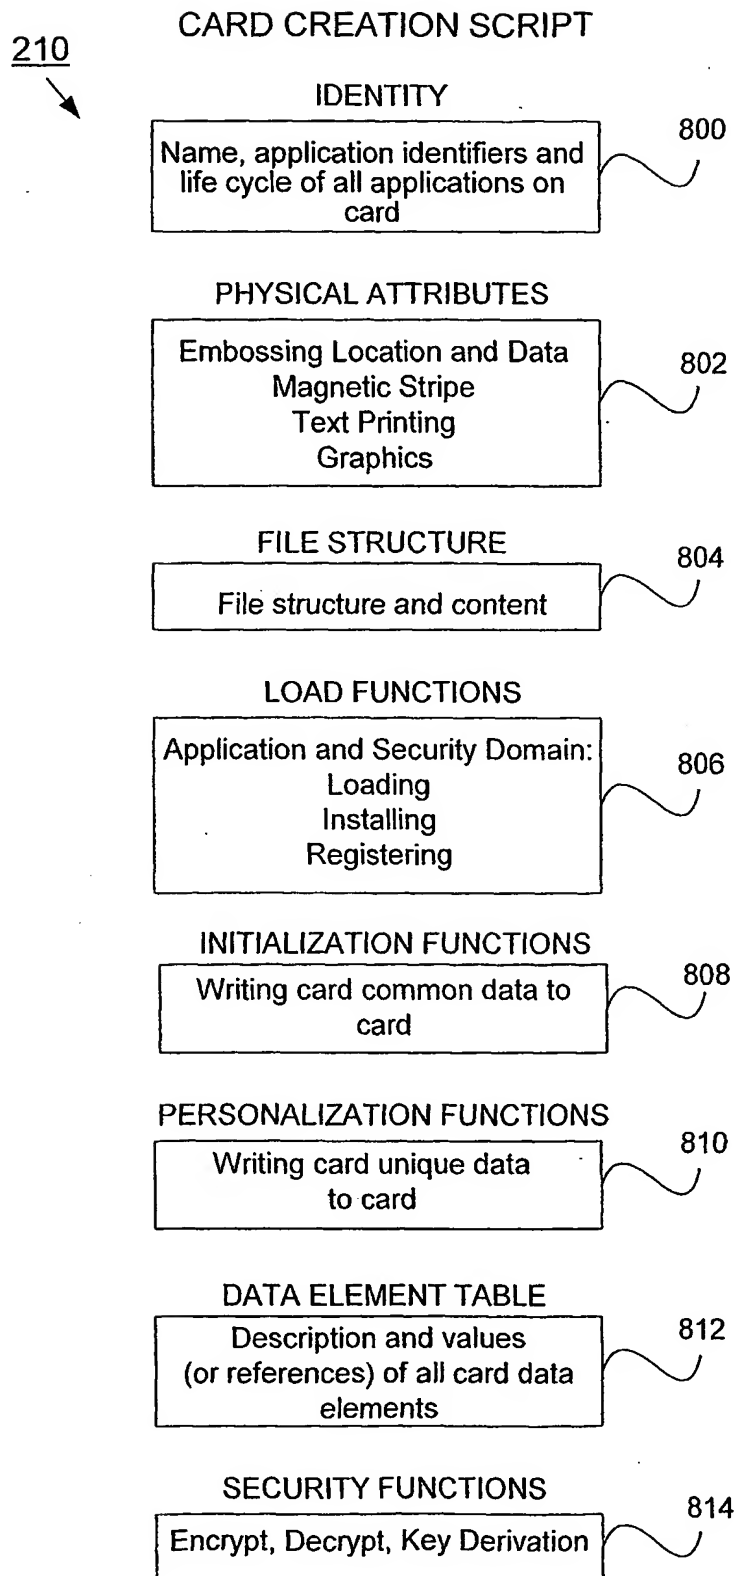 CARD CREATION SCRIPT
210
IDENTITY
Name, application identifiers and
life cycle of all applications on
card
800
PHYSICAL ATTRIBUTES
Embossing Location and Data
Magnetic Stripe
Text Printing
Graphics
802
FILE STRUCTURE
File structure and content
804
LOAD FUNCTIONS
Application and Security Domain:
Loading
Installing
Registering
806
INITIALIZATION FUNCTIONS
Writing card common data to
card
808
PERSONALIZATION FUNCTIONS
Writing card unique data
to card
810
DATA ELEMENT TABLE
Description and values
(or references) of all card data
elements
812
SECURITY FUNCTIONS
Encrypt, Decrypt, Key Derivation
814